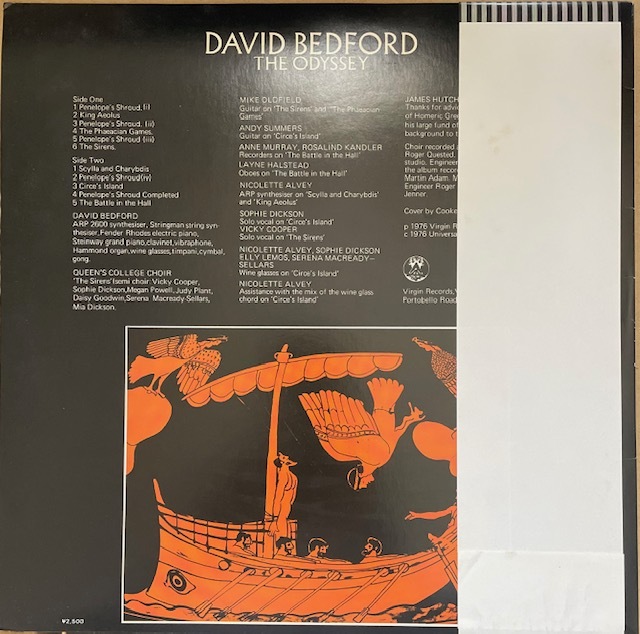 DAVID BEDFORD
THE ODYSSEY
Side One
1 Penelope's Shroud. (i)
2 King Aeolus
3 Penelope's Shroud. (ii)
4 The Phaeacian Games.
5 Penelope's Shroud (iii)
6 The Sirens.
Side Two
1 Scylla and Charybdis
2 Penelope's Shroud(iv)
3 Circe's Island
4 Penelope's Shroud Completed
5 The Battle in the Hall
DAVID BEDFORD
ARP 2600 synthesiser, Stringman string syn-
thesiser,Fender Rhodes electric piano,
Steinway grand piano,clavinet,vibraphone,
Hammond organ,wine glasses,timpani,cymbal,
gong.
QUEEN'S COLLEGE CHOIR
'The Sirens'(semi choir: Vicky Cooper,
Sophie Dickson,Megan Powell,Judy Plant,
Daisy Goodwin,Serena Macready-Sellars,
Mia Dickson.
MIKE OLDFIELD
Guitar on 'The Sirens' and 'The Phaeacian
Games'
ANDY SUMMERS
Guitar on 'Circe's Island'
ANNE MURRAY, ROSALIND KANDLER
Recorders on 'The Battle in the Hall'
LAYNE HALSTEAD
Oboes on 'The Battle in the Hall'
NICOLETTE ALVEY
ARP synthesiser on 'Scylla and Charybdis'
and 'King Aeolus'
SOPHIE DICKSON
Solo vocal on 'Circe's Island'
VICKY COOPER
Solo vocal on 'The Sirens'
NICOLETTE ALVEY, SOPHIE DICKSON
ELLY LEMOS, SERENA MACREADY—
SELLARS
Wine glasses on 'Circe's Island'
NICOLETTE ALVEY
Assistance with the mix of the wine glass
chord on 'Circe's Island'
JAMES HUTCH
Thanks for advic
of Homeric Gree
his large fund of
background to t
Choir recorded a
Roger Quested.
studio. Enginee
the album recor
Martin Adam. M
Engineer Roger
Jenner.
Cover by Cooke
p 1976 Virgin R
c 1976 Universa
Virgin Records,V
Portobello Road
¥2,500